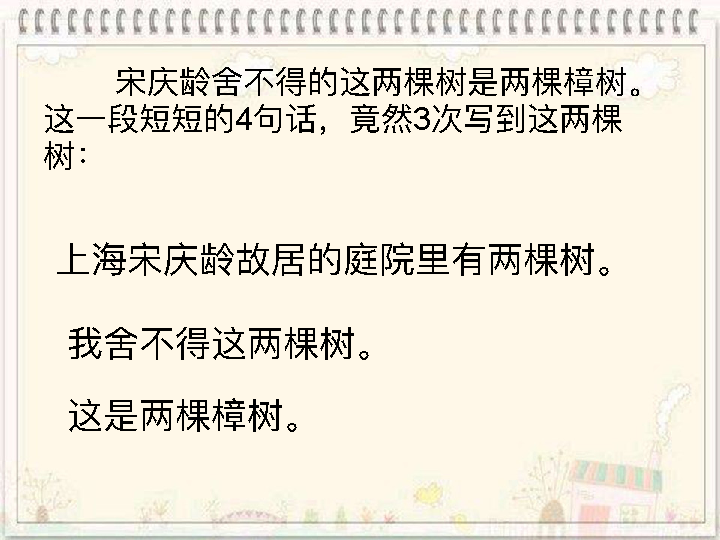 宋庆龄舍不得的这两棵树是两棵樟树。
这一段短短的4句话，竟然3次写到这两棵
树：
上海宋庆龄故居的庭院里有两棵树。
我舍不得这两棵树。
这是两棵樟树。